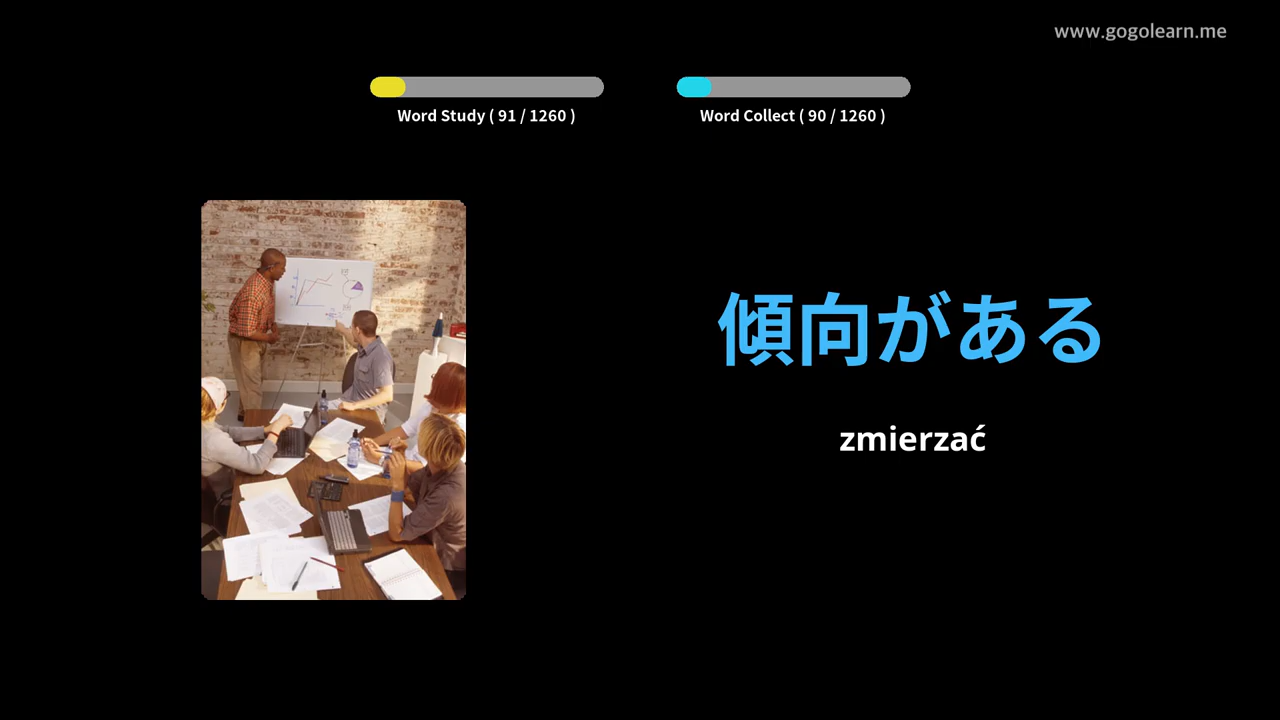 www.gogolearn.me
Word Study ( 91 / 1260 )
Word Collect ( 90 / 1260 )
傾向がある
zmierzać